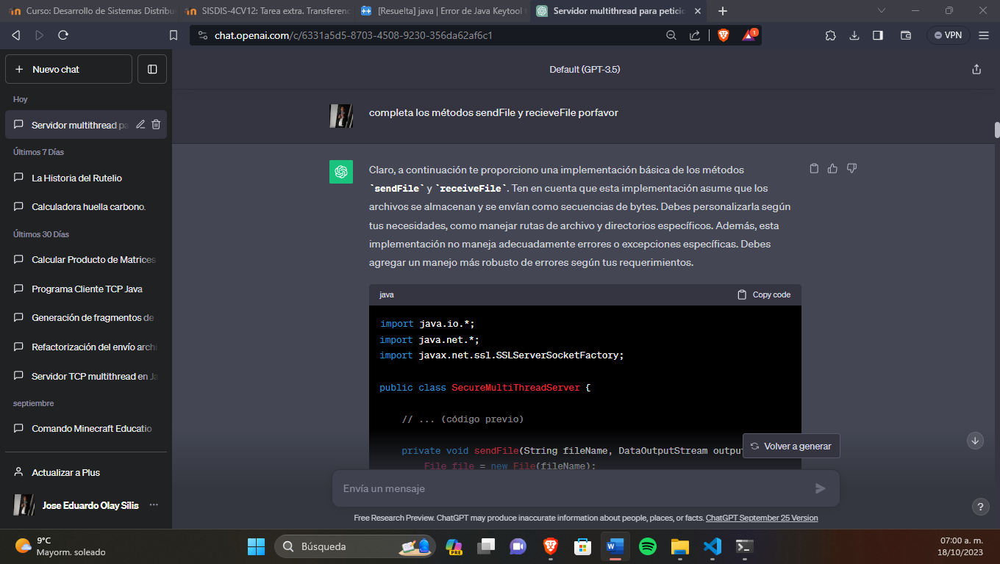 Curso: Desarrollo de Sistemas Distribu
SISDIS-4CV12: Tarea extra. Transferenc
[Resuelta] java | Error de Java Keytool
Servidor multithread para peticio
chat.openai.com/c/6331a5d5-8703-4508-9230-356da62af6c1
1
VPN
Nuevo chat
Default (GPT-3.5)
Hoy
Servidor multithread pa
Últimos 7 Días
La Historia del Rutelio
Calculadora huella carbono.
Últimos 30 Días
Calcular Producto de Matrices
Programa Cliente TCP Java
Generación de fragmentos de
Refactorización del envío archi
Servidor TCP multithread en Ja
septiembre
Comando Minecraft Educatio
Actualizar a Plus
Jose Eduardo Olay Silis
completa los métodos sendFile y recieveFile porfavor
Claro, a continuación te proporciono una implementación básica de los métodos
`sendFile` y `receiveFile`. Ten en cuenta que esta implementación asume que los
archivos se almacenan y se envían como secuencias de bytes. Debes personalizarla según
tus necesidades, como manejar rutas de archivo y directorios específicos. Además, esta
implementación no maneja adecuadamente errores o excepciones específicas. Debes
agregar un manejo más robusto de errores según tus requerimientos.
java
Copy code
import java.io.*;
import java.net.*;
import javax.net.ssl.SSLServerSocketFactory;
public class SecureMultiThreadServer {
// ... (código previo)
private void sendFile(String fileName, DataOutputStream outpu
File file = new File(fileName);
Volver a generar
Envía un mensaje
Free Research Preview. ChatGPT may produce inaccurate information about people, places, or facts. ChatGPT September 25 Version
?
9°C
Mayorm. soleado
Búsqueda
PRE
07:00 a. m.
18/10/2023